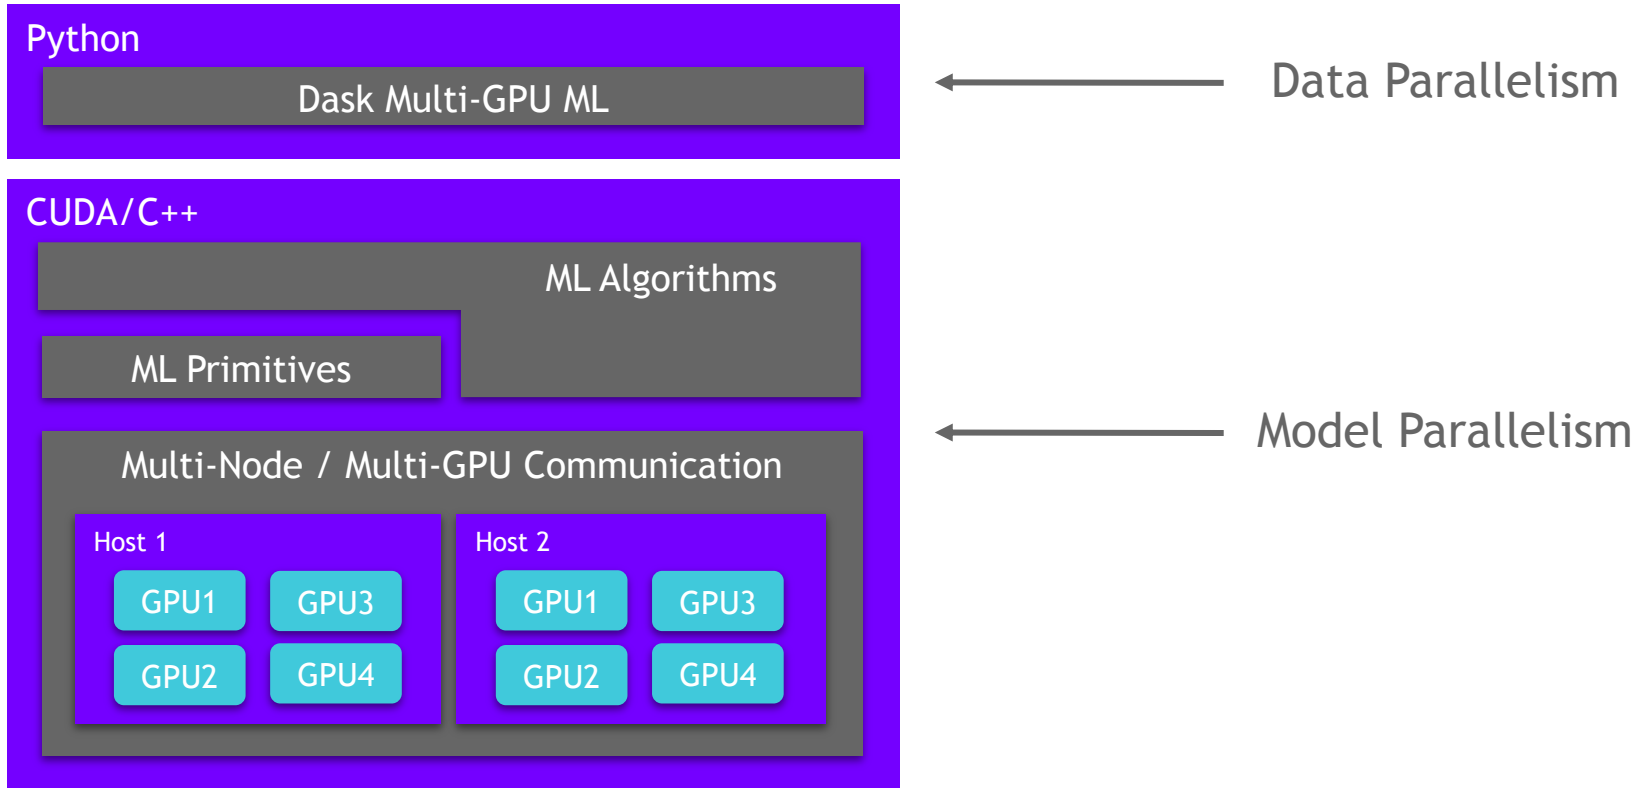 Python
Dask Multi-GPU ML
Data Parallelism
CUDA/C++
ML Algorithms
ML Primitives
Model Parallelism
Multi-Node / Multi-GPU Communication
Host 1
GPU1
GPU3
GPU2
GPU4
Host 2
GPU1
GPU3
GPU2
GPU4